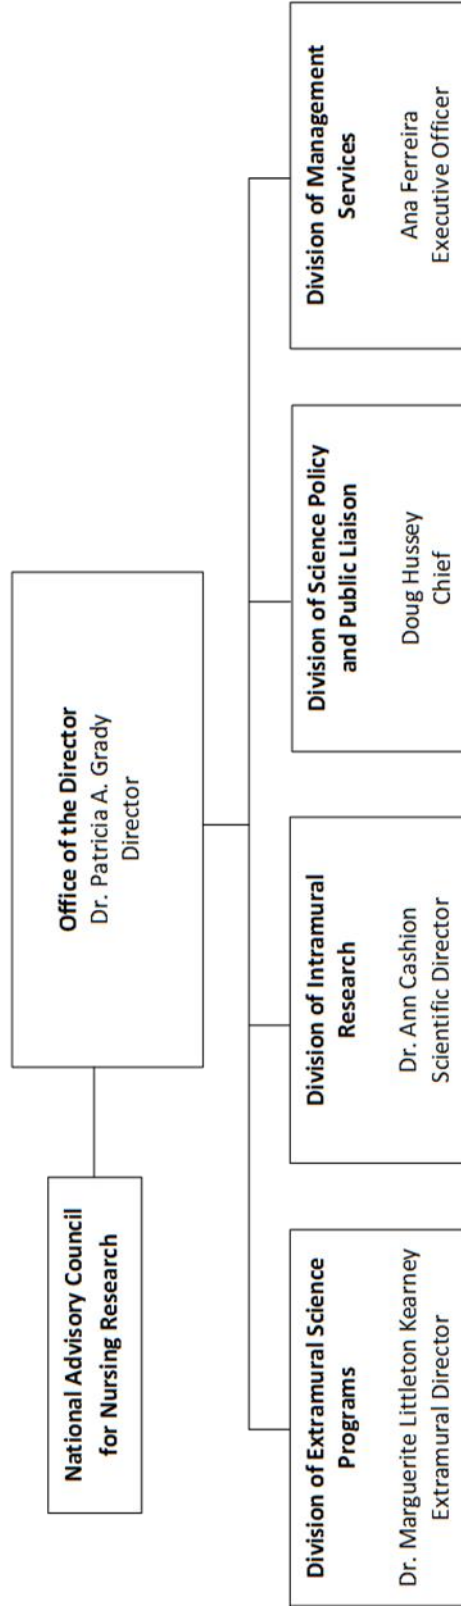 National Advisory Council
for Nursing Research
Office of the Director
Dr. Patricia A. Grady
Director
Division of Extramural Science
Programs
Dr. Marguerite Littleton Kearney
Extramural Director
Division of Intramural
Research
Dr. Ann Cashion
Scientific Director
Division of Science Policy
and Public Liaison
Doug Hussey
Chief
Division of Management
Services
Ana Ferreira
Executive Officer